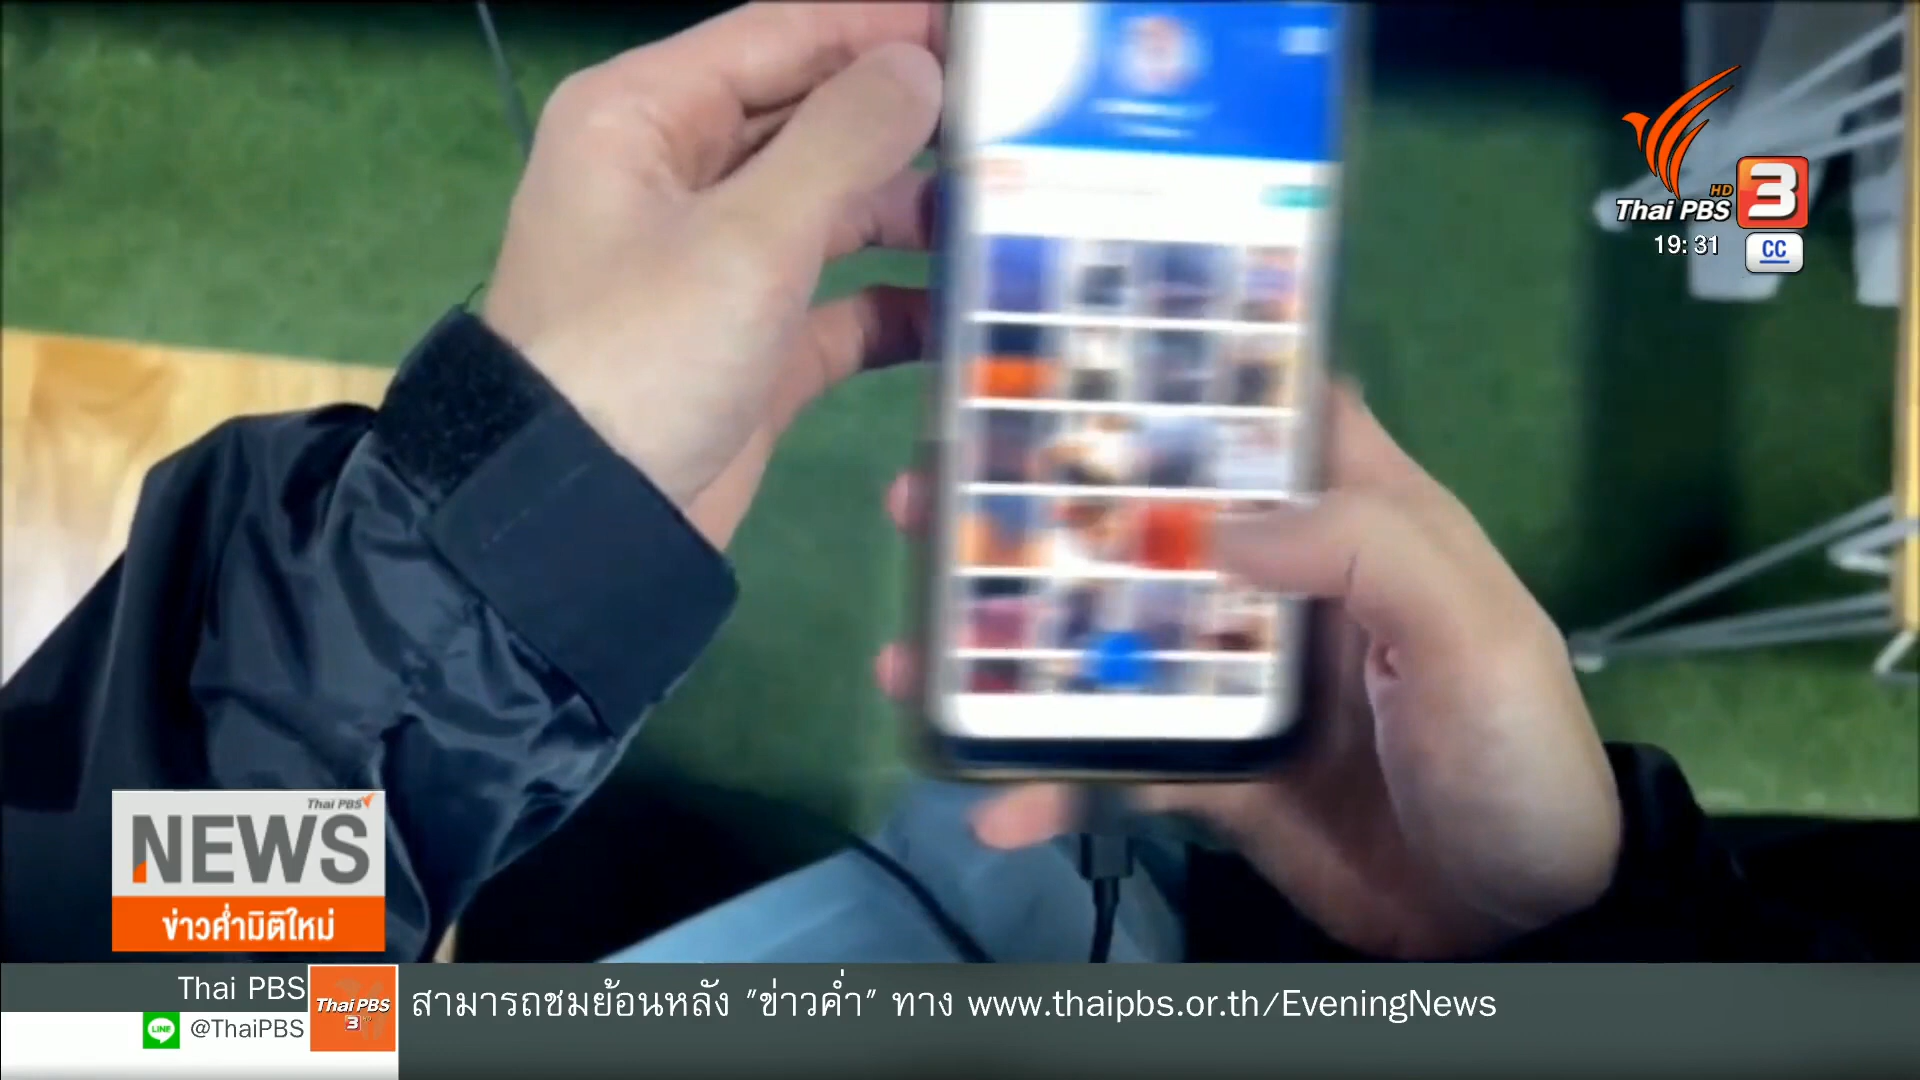 HD
Thai PBS 3
19:31 CC
Thai PBS
NEWS
ข่าวค่ำมิติใหม่
Thai PBS
@ThaiPBS
LINE
Thai PBS
3
สามารถชมย้อนหลัง "ข่าวค่ำ" ทาง www.thaipbs.or.th/EveningNews